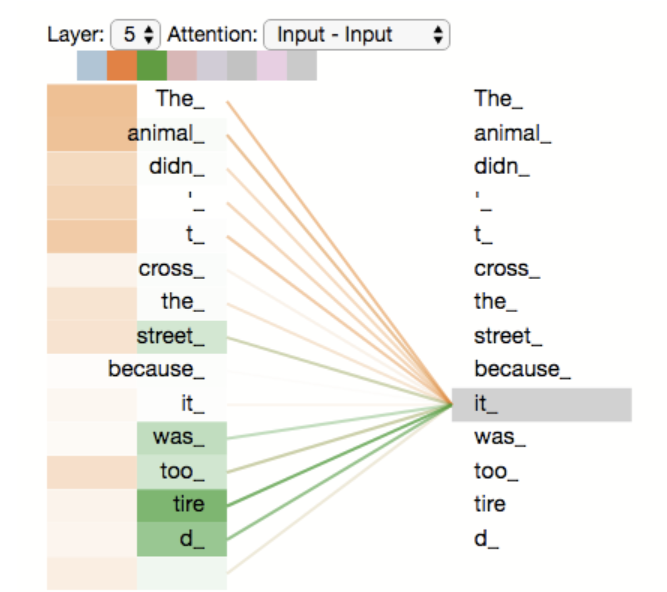 Layer: 5 Attention: Input - Input
The_ The_
animal_ animal_
didn_ didn_
'_ '_
t_ t_
cross_ cross_
the_ the_
street_ street_
because_ because_
it_ it_
was_ was_
too_ too_
tire tire
d_ d_